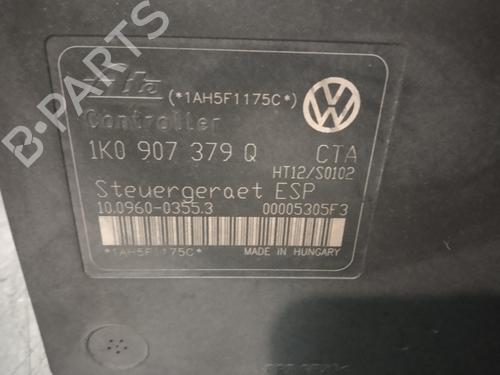 B-PARTS
ate (*1AH5F1175C*)
Controller
1K0 907 379 Q CTA
HT12/S0102
Steuergeraet ESP
10.0960-0355.3 00005305F3
*1AH5F1175C* MADE IN HUNGARY